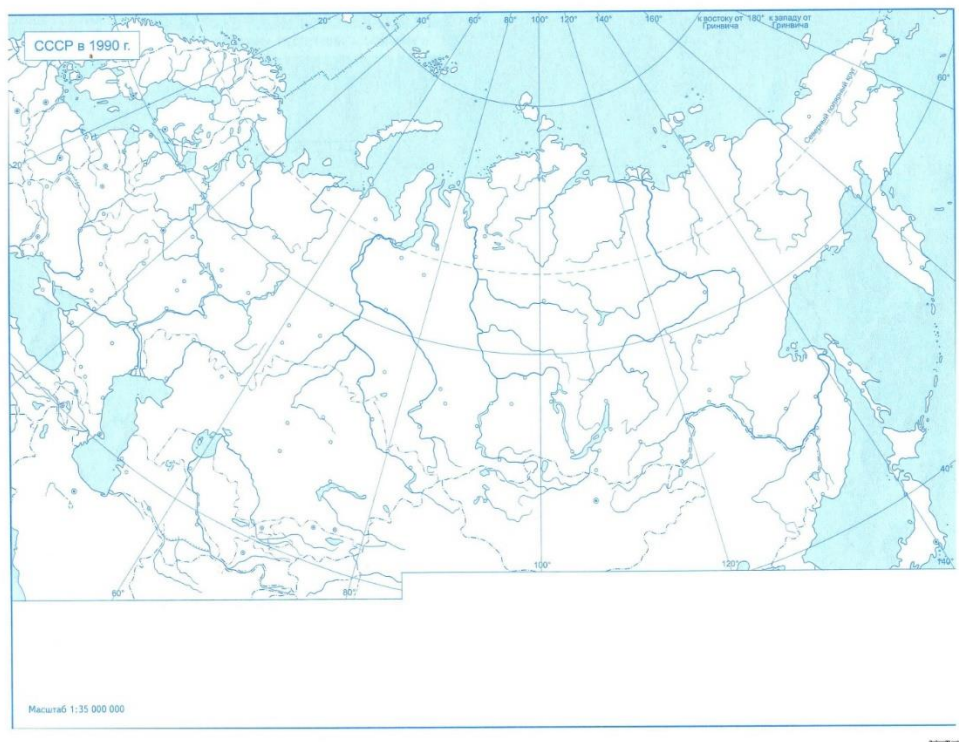 СССР в 1990 г.
20° 40° 60° 80° 100° 120° 140° 160° к востоку от 180° к западу от
Гринвича Гринвича
60°
Северный полярный круг
20
40°
60° 80° 100° 120° 140°
Масштаб 1:35 000 000